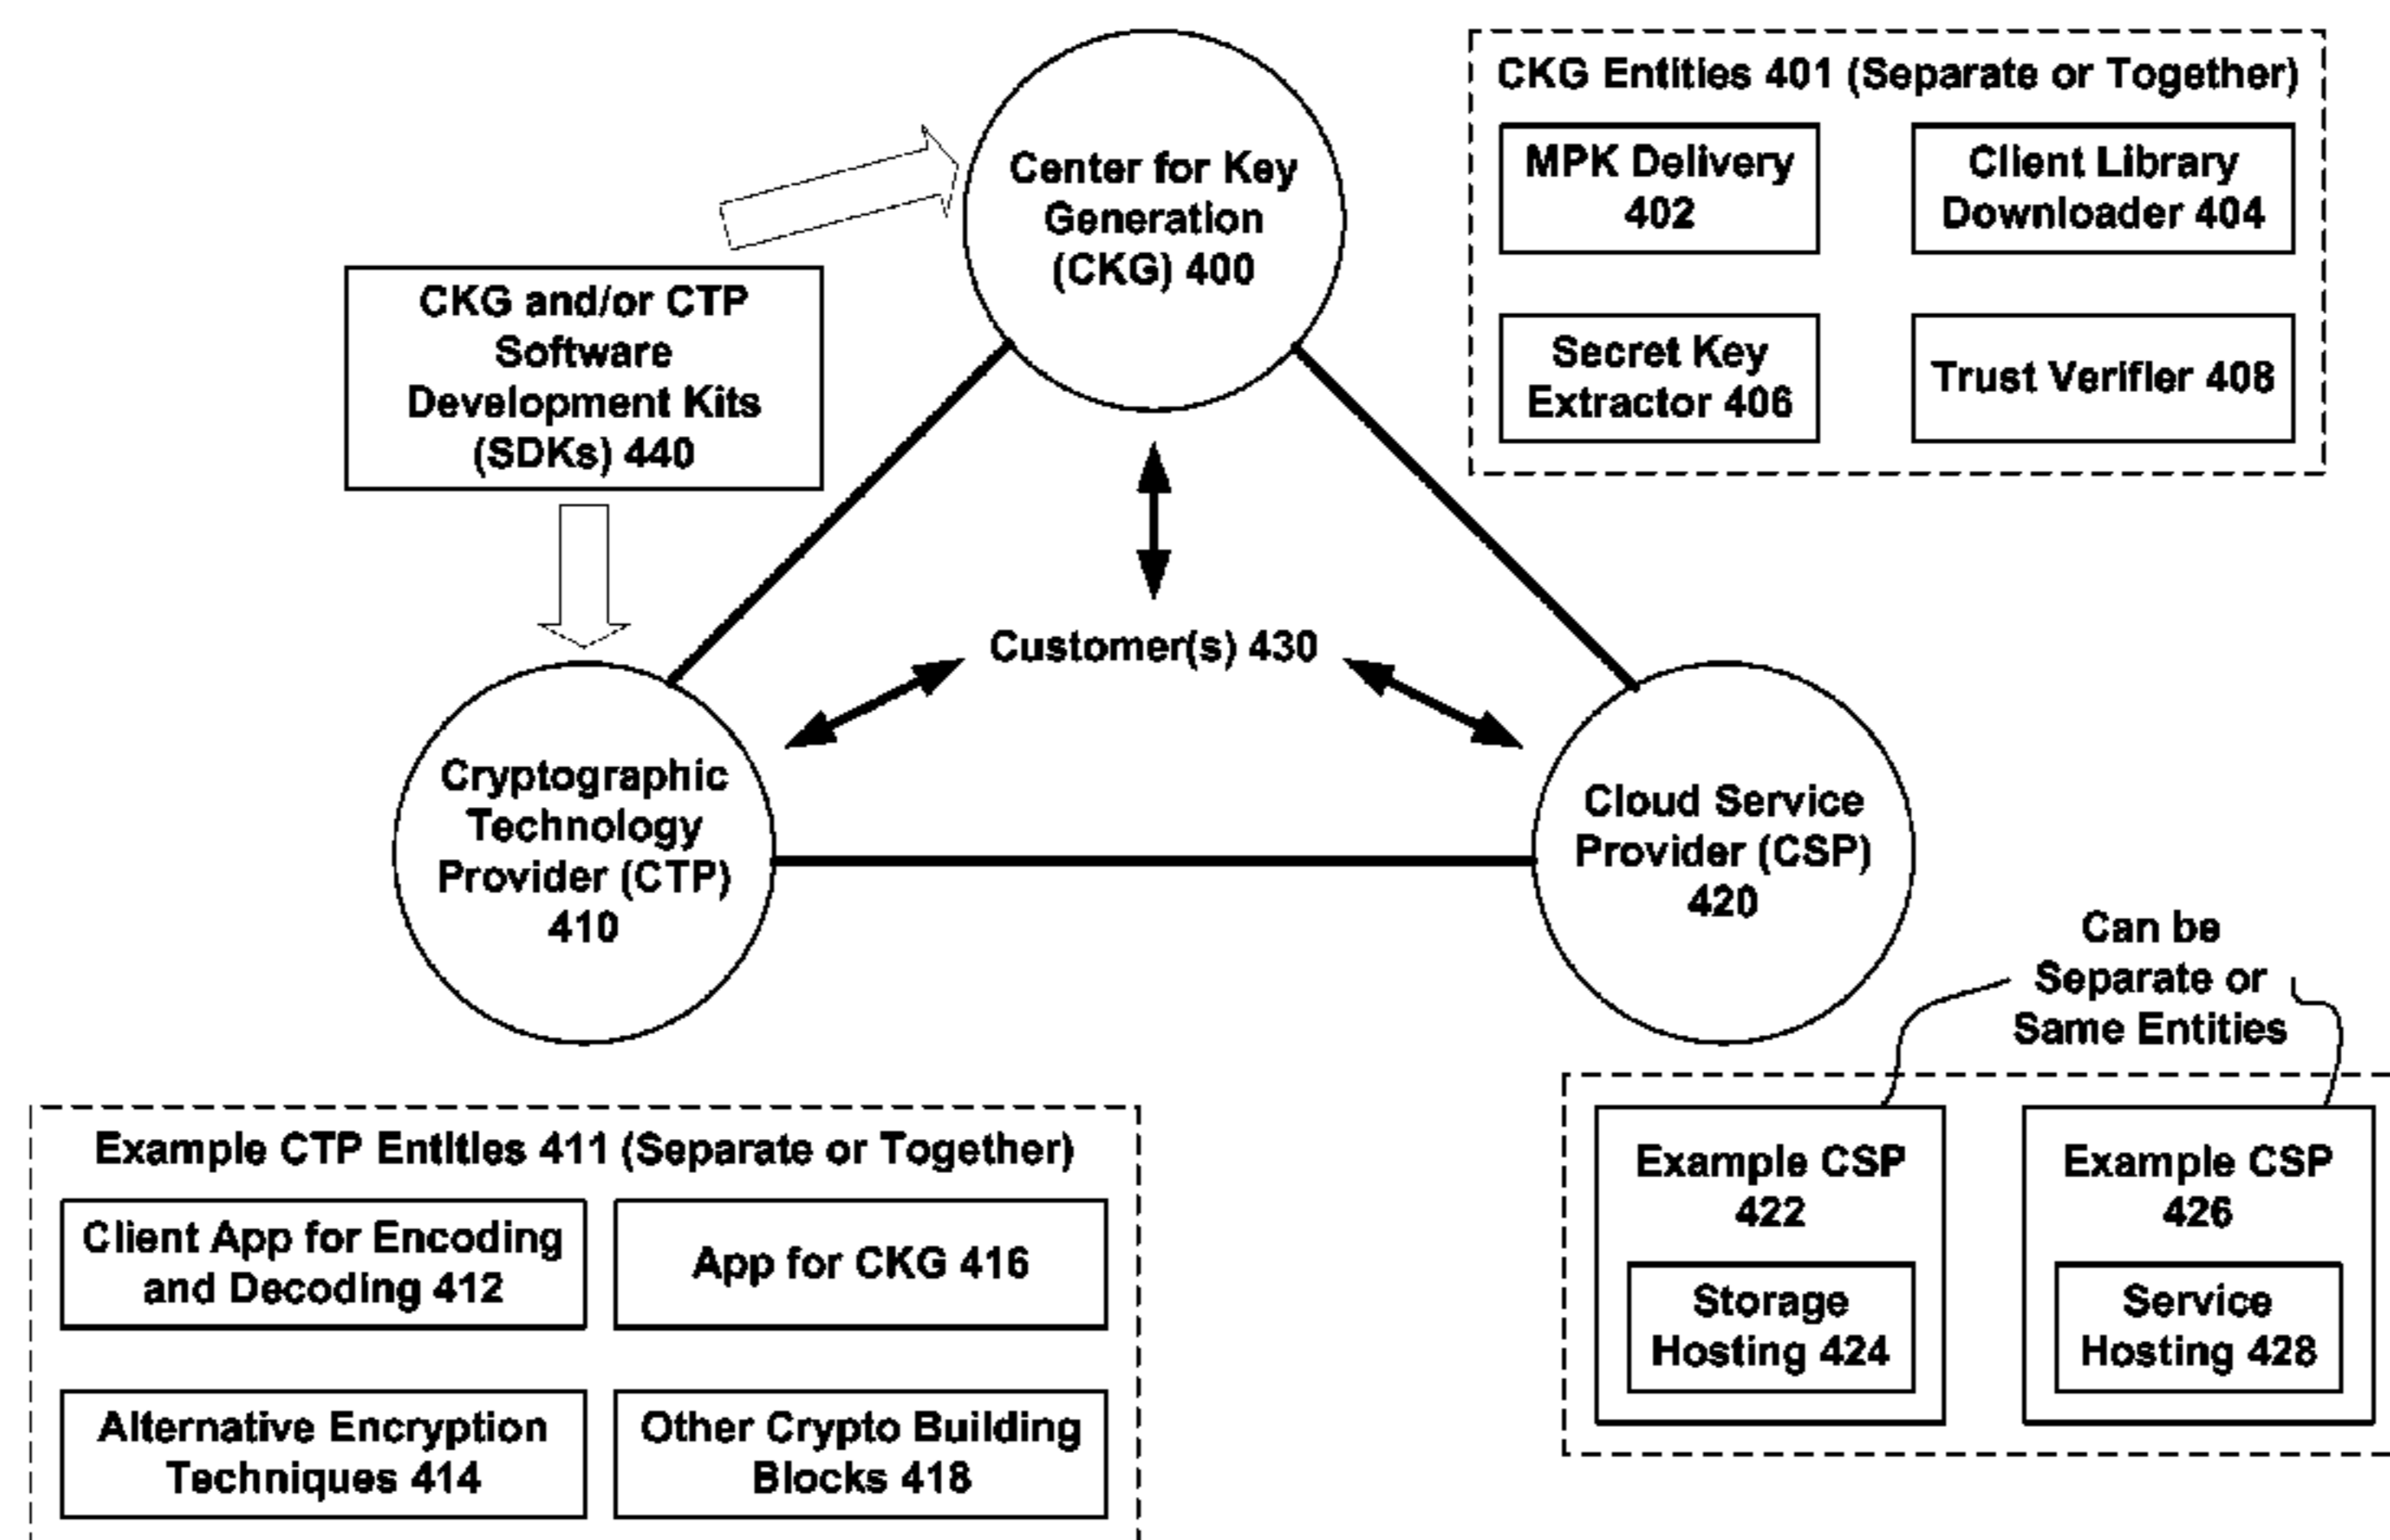 Center for Key
Generation
(CKG) 400
CKG Entities 401 (Separate or Together)
MPK Delivery
402
Client Library
Downloader 404
Secret Key
Extractor 406
Trust Verifier 408
CKG and/or CTP
Software
Development Kits
(SDKs) 440
Customer(s) 430
Cryptographic
Technology
Provider (CTP)
410
Cloud Service
Provider (CSP)
420
Can be
Separate or
Same Entities
Example CTP Entities 411 (Separate or Together)
Client App for Encoding
and Decoding 412
App for CKG 416
Alternative Encryption
Techniques 414
Other Crypto Building
Blocks 418
Example CSP
422
Storage
Hosting 424
Example CSP
426
Service
Hosting 428